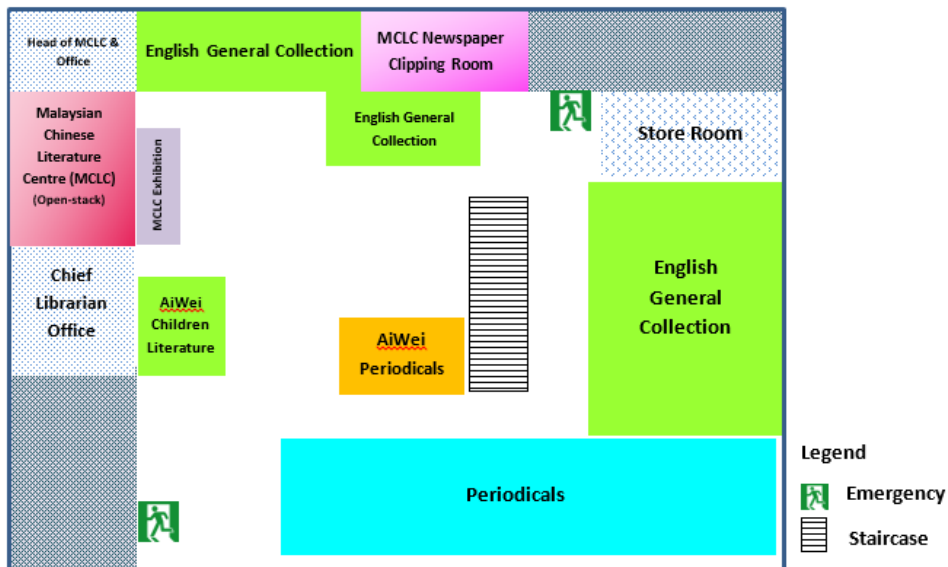 Head of MCLC &
Office
English General Collection
MCLC Newspaper
Clipping Room
Malaysian
Chinese
Literature
Centre (MCLC)
(Open-stack)
MCLC Exhibition
English General
Collection
Store Room
Chief
Librarian
Office
AiWei
Children
Literature
AiWei
Periodicals
English
General
Collection
Periodicals
Legend
Emergency
Staircase